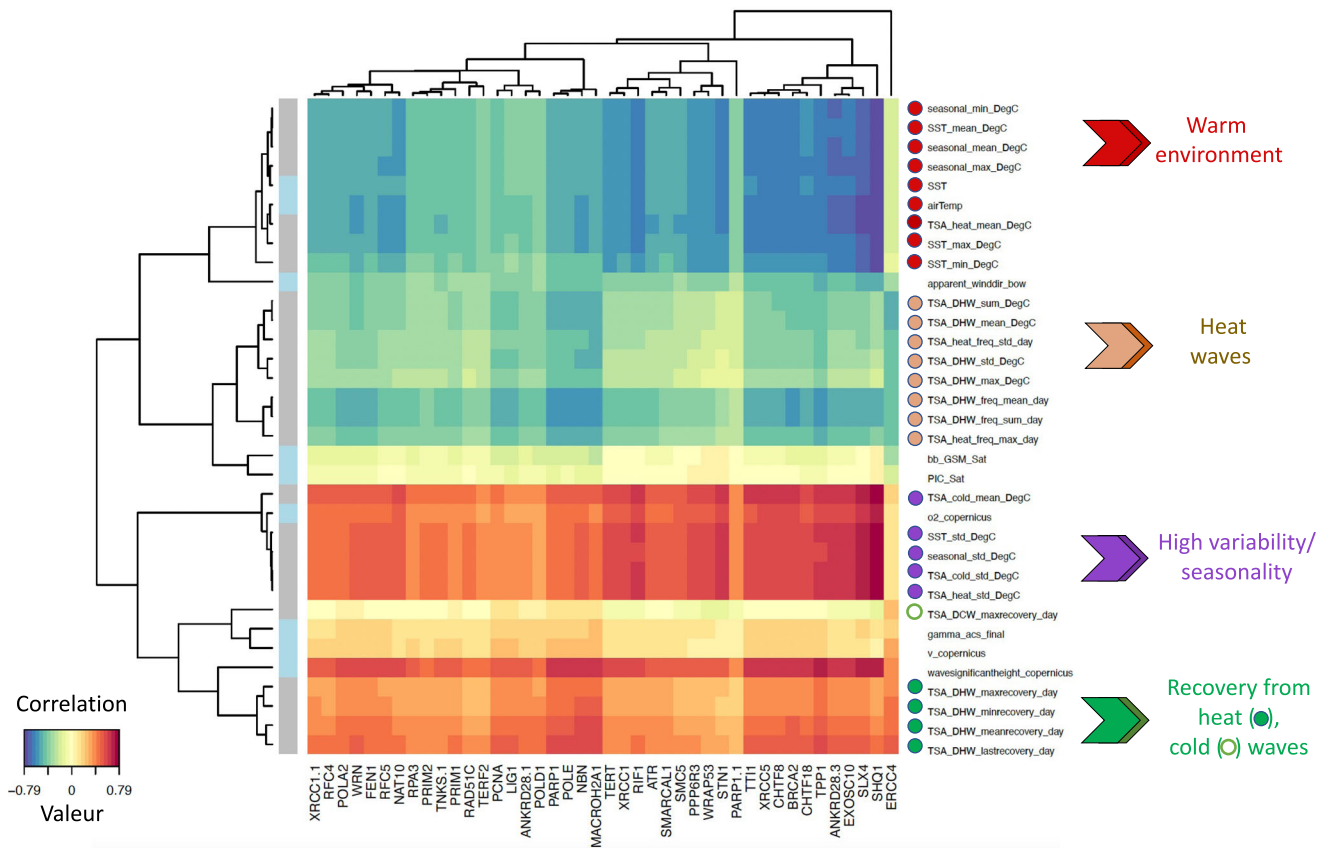 seasonal_min_DegC
SST_mean_DegC
seasonal_mean_DegC
seasonal_max_DegC
SST
airTemp
TSA_heat_mean_DegC
SST_max_DegC
SST_min_DegC
apparent_winddir_bow
TSA_DHW_sum_DegC
TSA_DHW_mean_DegC
TSA_heat_freq_std_day
TSA_DHW_std_DegC
TSA_DHW_max_DegC
TSA_DHW_freq_mean_day
TSA_DHW_freq_sum_day
TSA_heat_freq_max_day
bb_GSM_Sat
PIC_Sat
TSA_cold_mean_DegC
o2_copernicus
SST_std_DegC
seasonal_std_DegC
TSA_cold_std_DegC
TSA_heat_std_DegC
TSA_DCW_maxrecovery_day
gamma_acs_final
v_copernicus
wavesignificantheight_copernicus
TSA_DHW_maxrecovery_day
TSA_DHW_minrecovery_day
TSA_DHW_meanrecovery_day
TSA_DHW_lastrecovery_day
Warm
environment
Heat
waves
High variability/
seasonality
Recovery from
heat (●),
cold (○) waves
Correlation
−0.79
0
0.79
Valeur
XRCC1.1
RFC4
POLA2
WRN
FEN1
RFC5
NAT10
RPA3
PRIM2
TNKS.1
PRIM1
RAD51C
TERF2
PCNA
LIG1
ANKRD28.1
POLD1
PARP1
POLE
NBN
MACROH2A1
TERT
XRCC1
RIF1
ATR
SMARCAL1
SMC5
PPP6R3
WRAP53
STN1
PARP1.1
TTI1
XRCC5
CHTF8
BRCA2
CHTF18
TPP1
ANKRD28.3
EXOSC10
SLX4
SHQ1
ERCC4